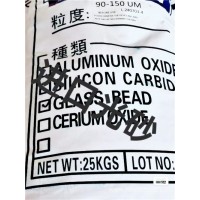 粒度: 90-150 UM
種類
ALUMINUM OXIDE
SILICON CARBID
GLASS BEAD
CERIUM OXIDE
NET WT:25KGS LOT NO: